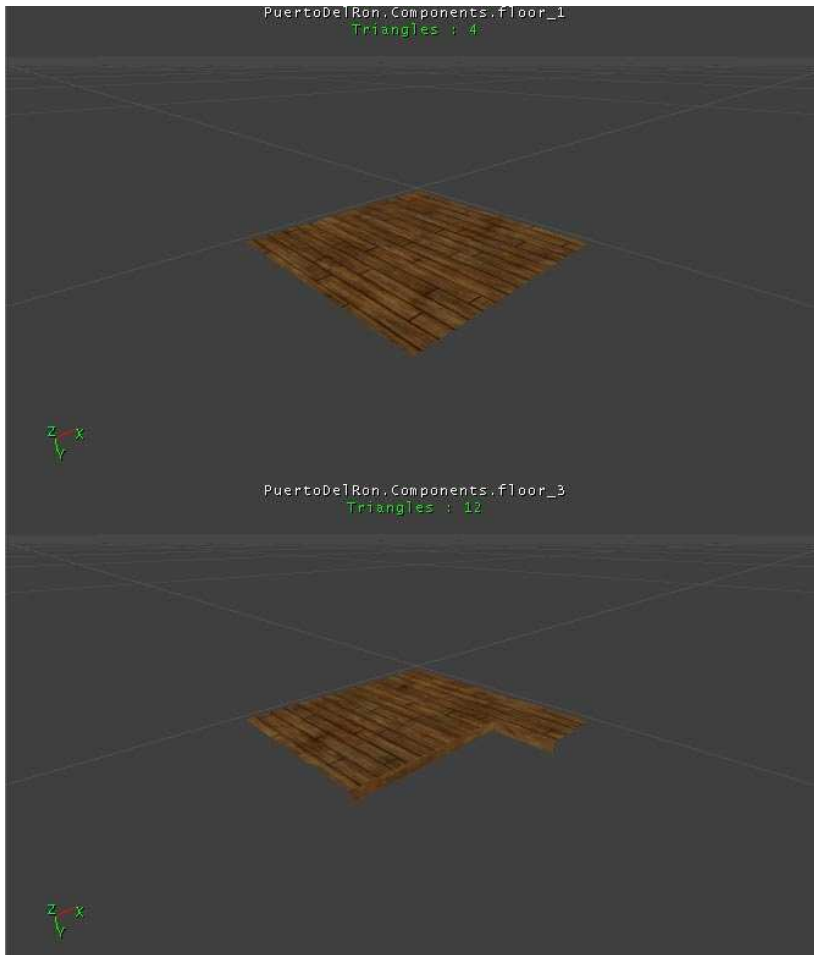 PuertoDelRon.Components.floor_1
Triangles : 4
Z X
Y
PuertoDelRon.Components.floor_3
Triangles : 12
Z X
Y